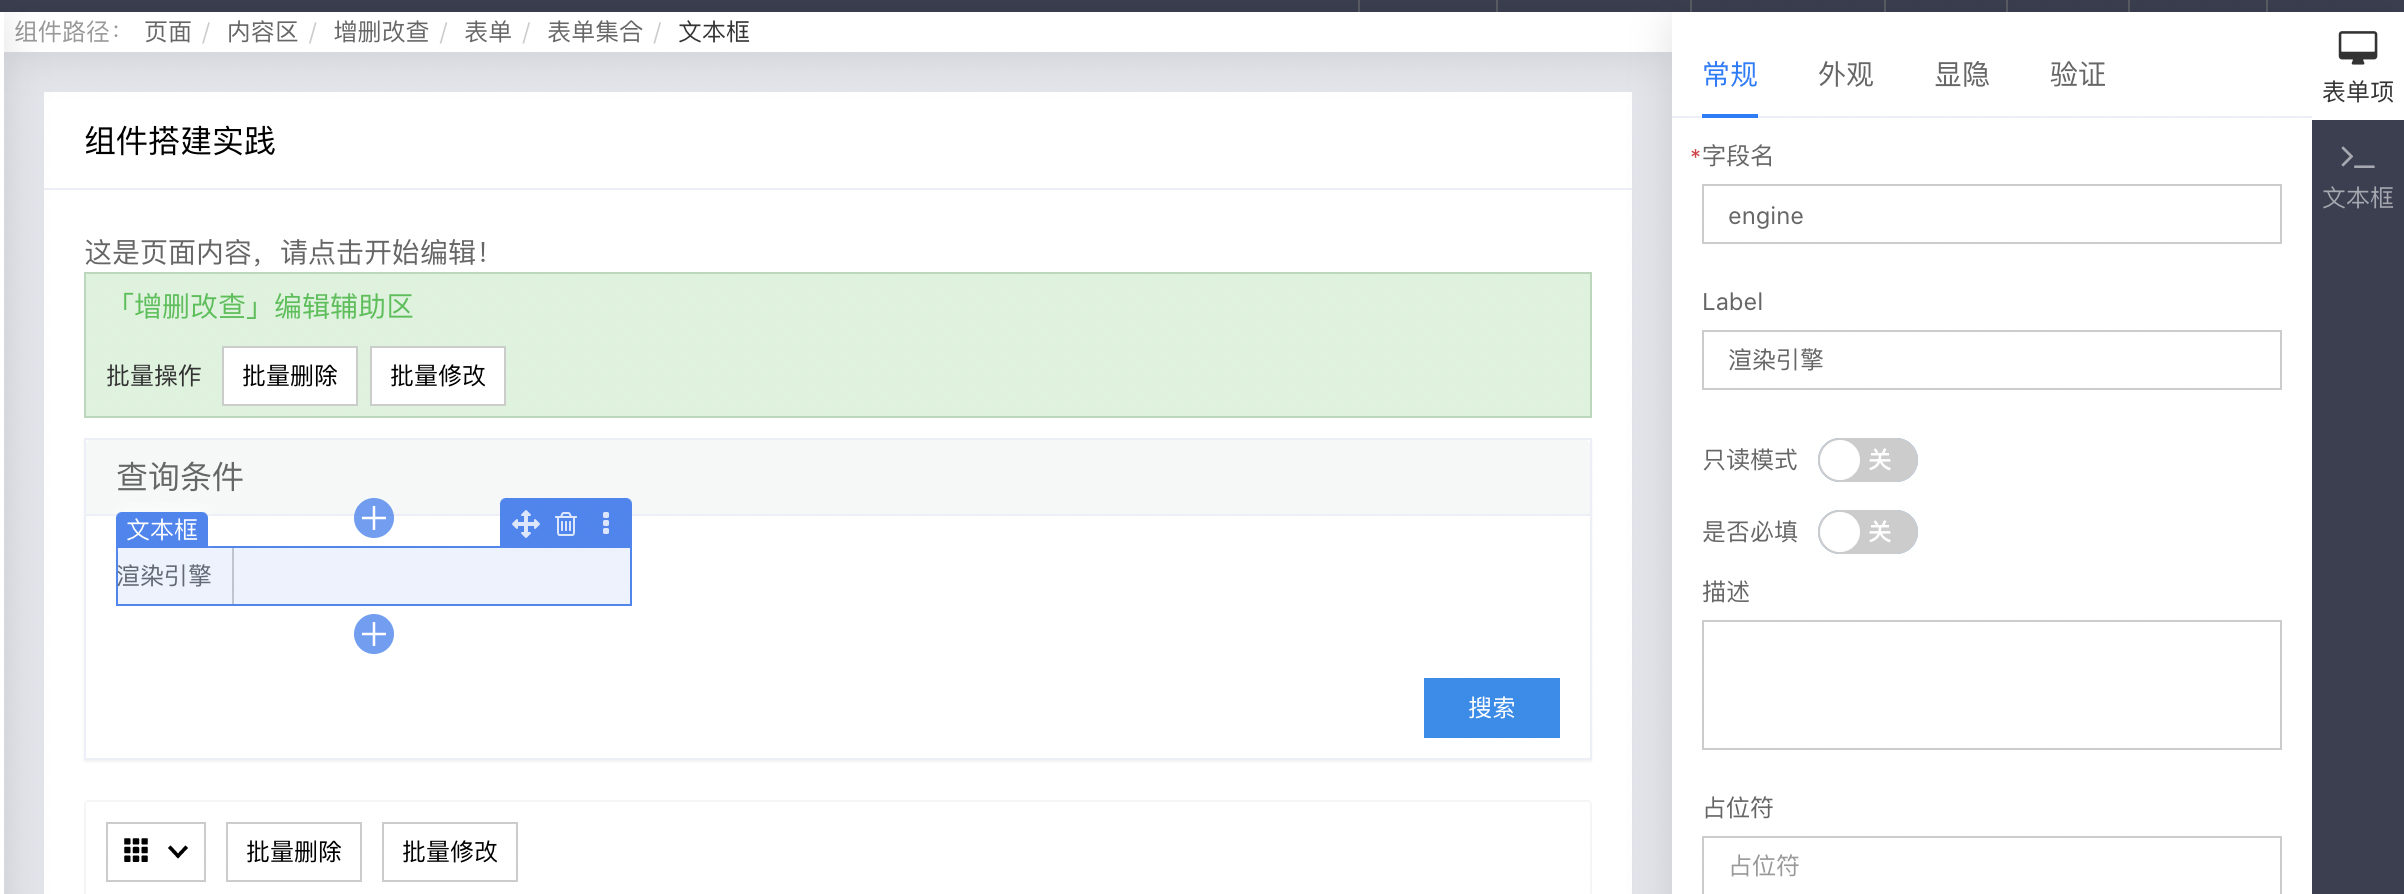 组件路径： 页面 / 内容区 / 增删改查 / 表单 / 表单集合 / 文本框
组件搭建实践
这是页面内容，请点击开始编辑！
「增删改查」编辑辅助区
批量操作 批量删除 批量修改
查询条件
文本框
渲染引擎
搜索
批量删除 批量修改
常规 外观 显隐 验证
*字段名
engine
Label
渲染引擎
只读模式 关
是否必填 关
描述
占位符
占位符
表单项
文本框